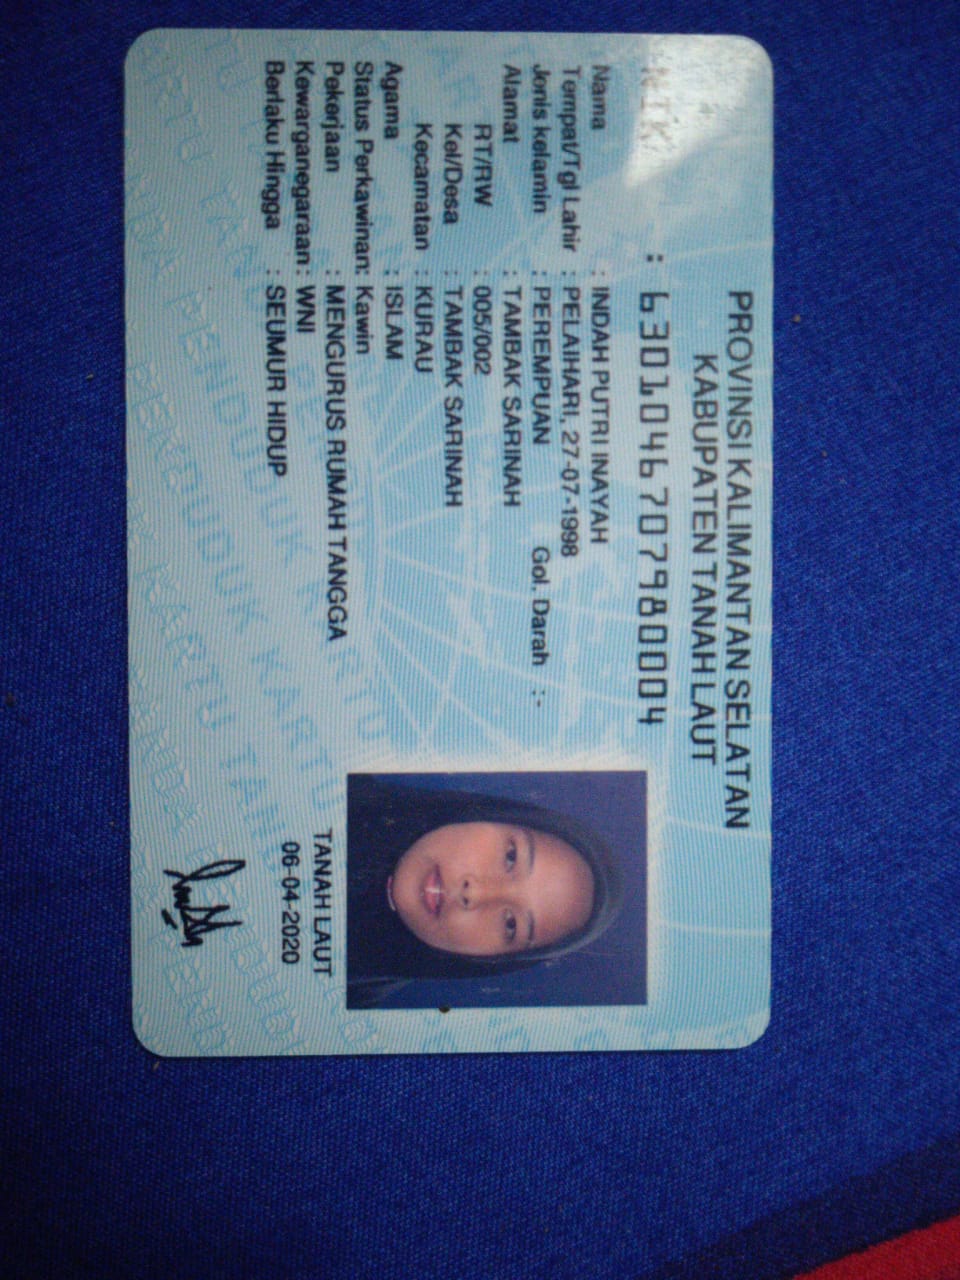 PROVINSI KALIMANTAN SELATAN
KABUPATEN TANAH LAUT
NIK : 6301046707980004
Nama : INDAH PUTRI INAYAH
Tempat/Tgl Lahir : PELAIHARI, 27-07-1998
Jenis kelamin : PEREMPUAN Gol. Darah :-
Alamat : TAMBAK SARINAH
RT/RW : 005/002
Kel/Desa : TAMBAK SARINAH
Kecamatan : KURAU
Agama : ISLAM
Status Perkawinan: Kawin
Pekerjaan : MENGURUS RUMAH TANGGA
Kewarganegaraan: WNI
Berlaku Hingga : SEUMUR HIDUP
TANAH LAUT
06-04-2020